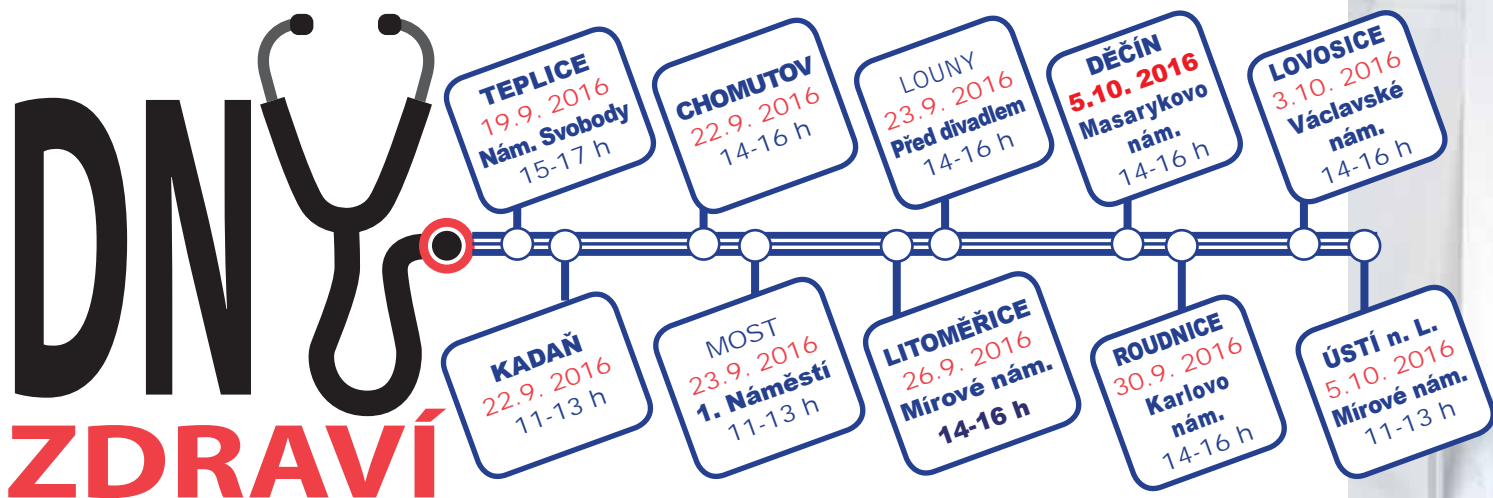 DNY
ZDRAVÍ
TEPLICE
19.9. 2016
Nám. Svobody
15-17 h
CHOMUTOV
22.9. 2016
14-16 h
LOUNY
23.9. 2016
Před divadlem
14-16 h
DĚČÍN
5.10. 2016
Masarykovo
nám.
14-16 h
LOVOSICE
3.10. 2016
Václavské
nám.
14-16 h
KADAŇ
22.9. 2016
11-13 h
MOST
23.9. 2016
1. Náměstí
11-13 h
LITOMĚŘICE
26.9. 2016
Mírové nám.
14-16 h
ROUDNICE
30.9. 2016
Karlovo
nám.
14-16 h
ÚSTÍ n. L.
5.10. 2016
Mírové nám.
11-13 h